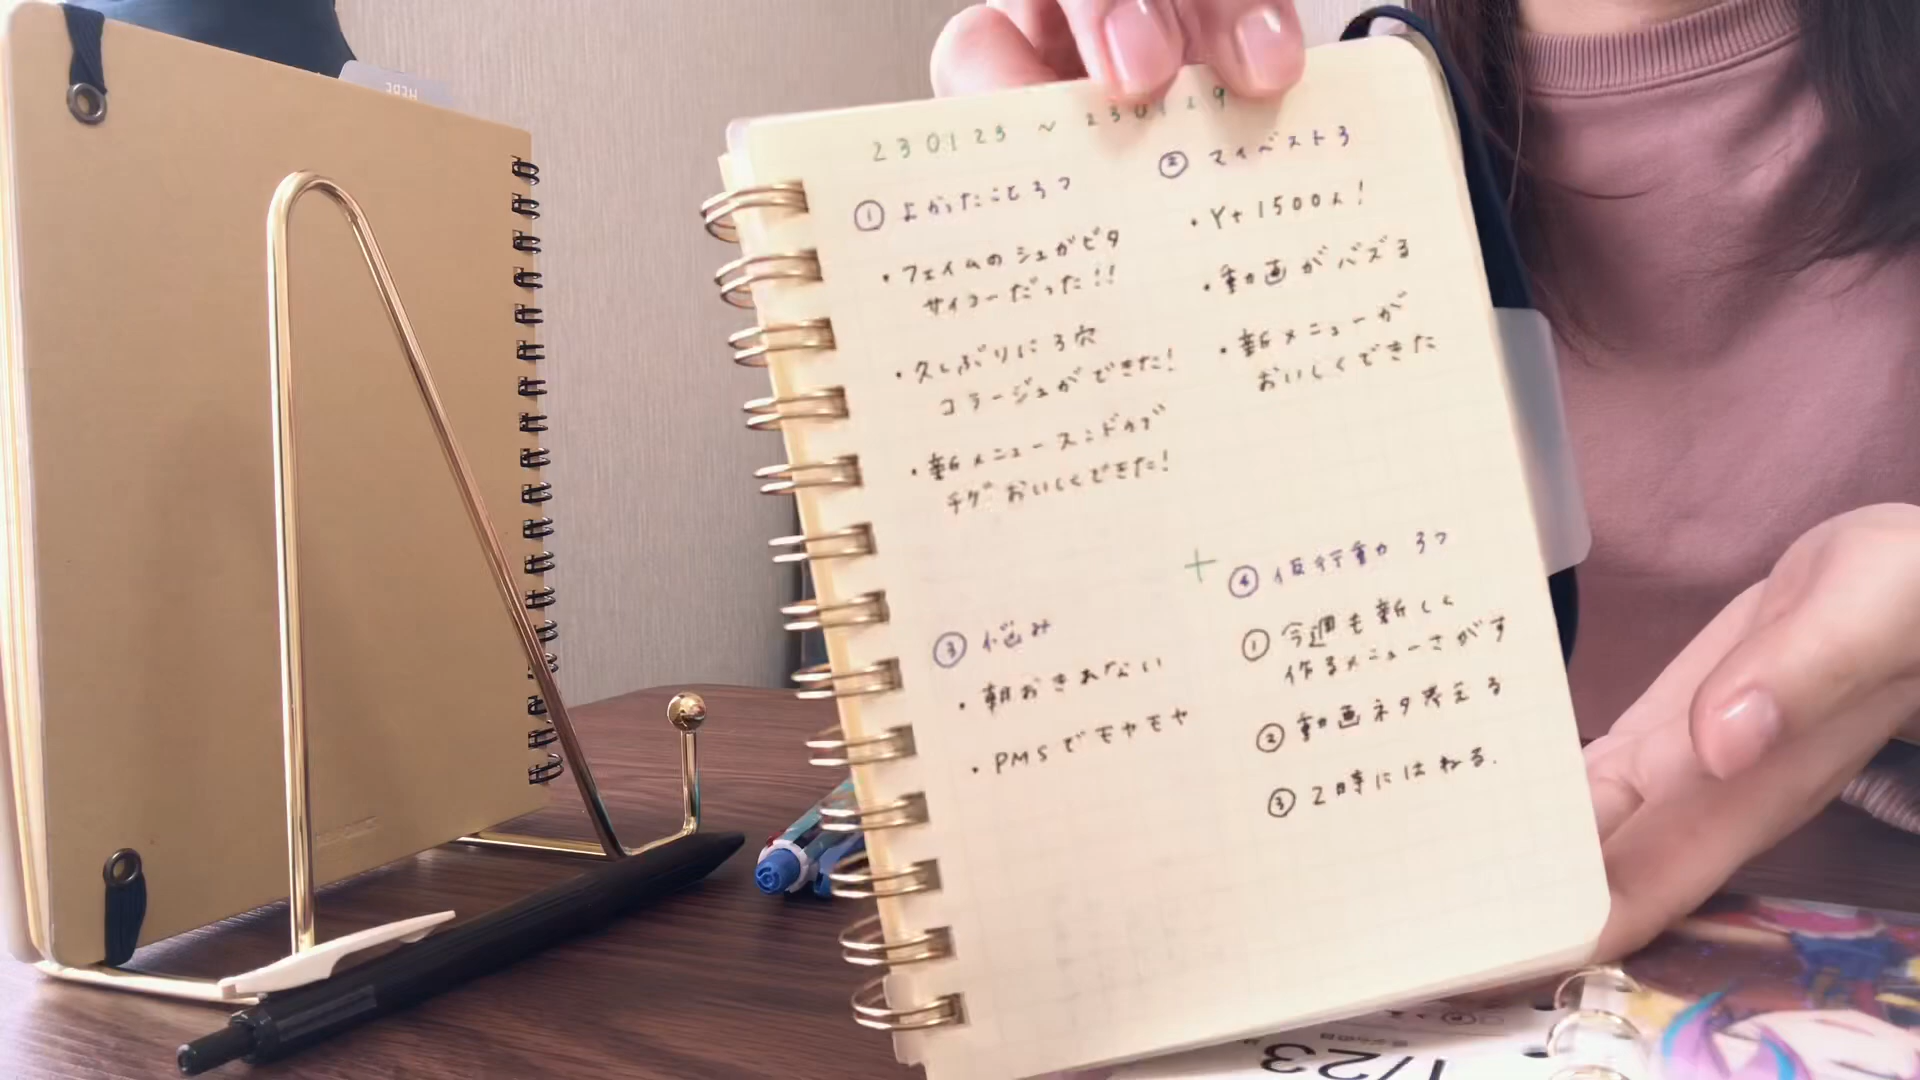 230123 ~ 230129
① よかったこと3つ
・フェイムのシュがピタ
サイコーだった!!
・久しぶりに3穴
コラージュができた!
・新メニュースンドゥブ
チゲ おいしくできた!
② マイベスト3
・Yt 1500人!
・動画がバズる
・新メニューが
おいしくできた
③ 悩み
・朝おきれない
・PMSでモヤモヤ
④ 仮行動 3つ
① 今週も新しく
作るメニューさがす
② 動画ネタ考える
③ 2時にはねる.
1/23